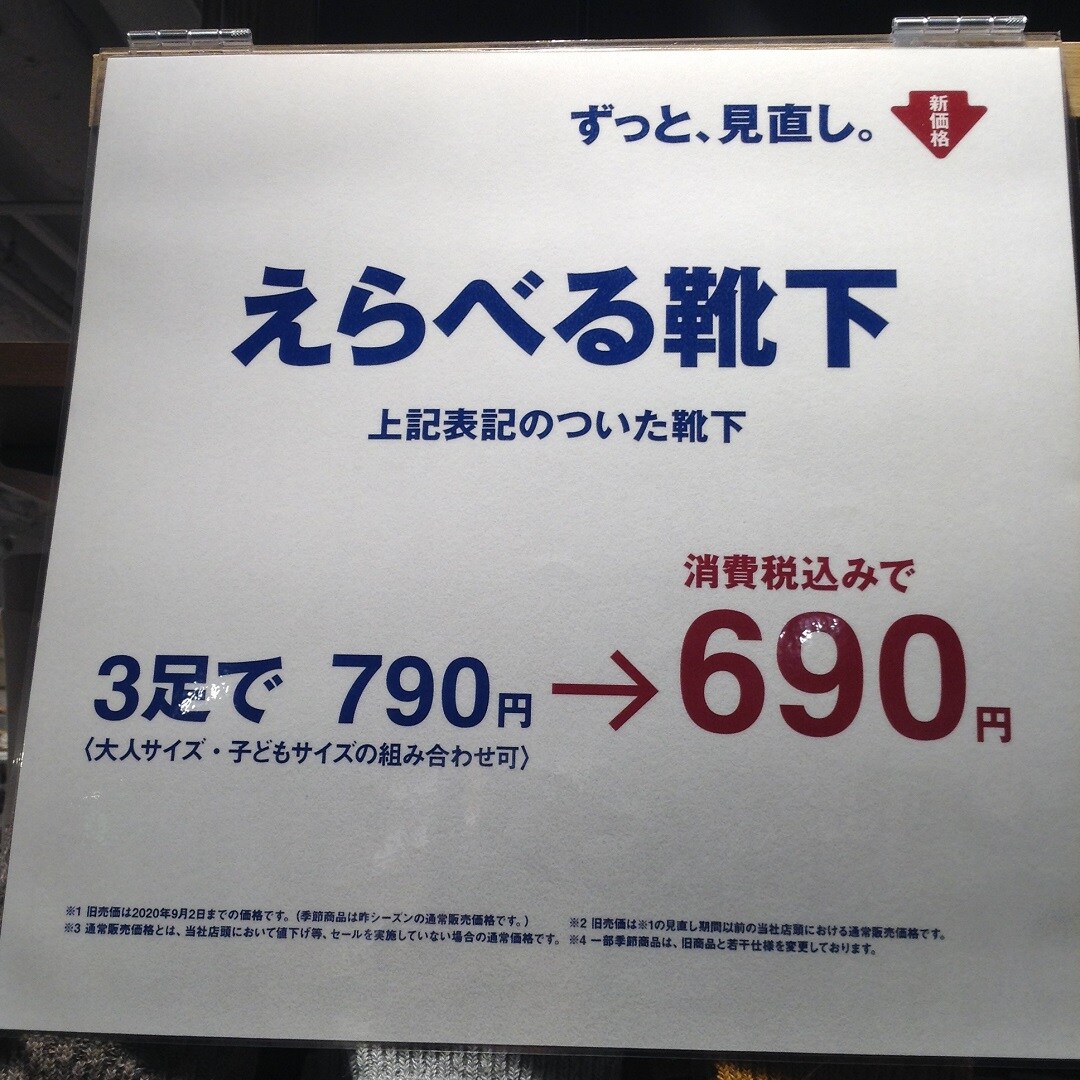 ずっと、見直し。
新価格
えらべる靴下
上記表記のついた靴下
消費税込みで
3足で 790円→690円
〈大人サイズ・子どもサイズの組み合わせ可〉
※1 旧売価は2020年9月2日までの価格です。(季節商品は昨シーズンの通常販売価格です。)
※2 旧売価は※1の見直し期間以前の当社店頭における通常販売価格です。
※3 通常販売価格とは、当社店頭において値下げ等、セールを実施していない場合の通常価格です。
※4 一部季節商品は、旧商品と若干仕様を変更しております。